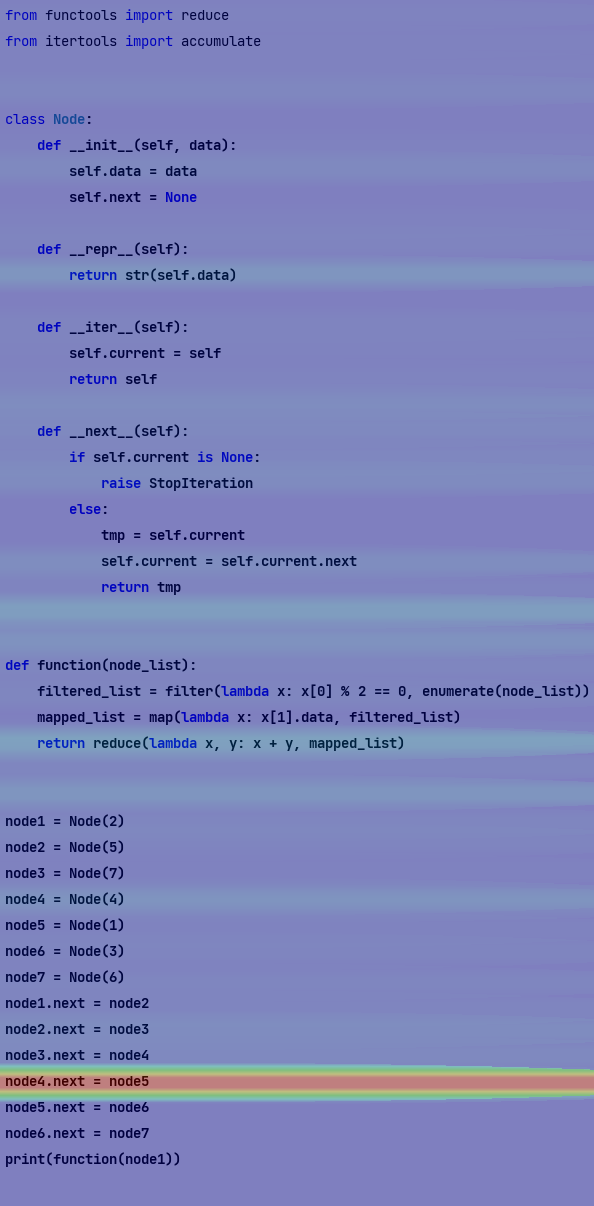 from functools import reduce
from itertools import accumulate
class Node:
    def __init__(self, data):
        self.data = data
        self.next = None
    def __repr__(self):
        return str(self.data)
    def __iter__(self):
        self.current = self
        return self
    def __next__(self):
        if self.current is None:
            raise StopIteration
        else:
            tmp = self.current
            self.current = self.current.next
            return tmp
def function(node_list):
    filtered_list = filter(lambda x: x[0] % 2 == 0, enumerate(node_list))
    mapped_list = map(lambda x: x[1].data, filtered_list)
    return reduce(lambda x, y: x + y, mapped_list)
node1 = Node(2)
node2 = Node(5)
node3 = Node(7)
node4 = Node(4)
node5 = Node(1)
node6 = Node(3)
node7 = Node(6)
node1.next = node2
node2.next = node3
node3.next = node4
node4.next = node5
node5.next = node6
node6.next = node7
print(function(node1))